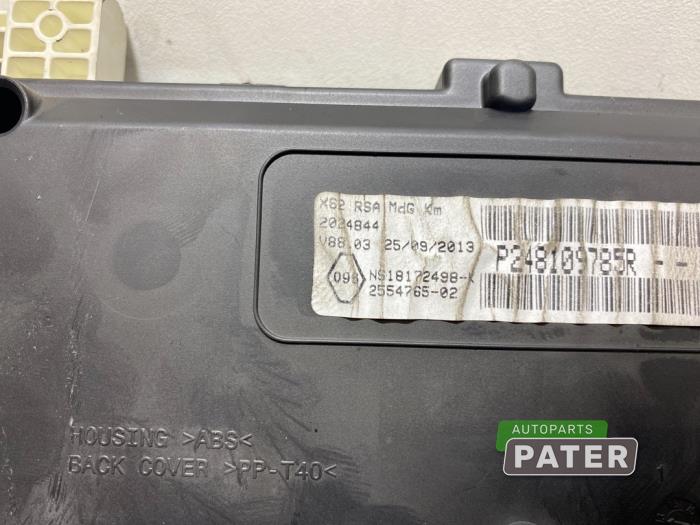 X62 RSA MdG Km
2024844
V88.03 25/09/2013
098
NS18172498-K
2554765-02
P248109785R - -
HOUSING >ABS<
BACK COVER >PP-T40<
AUTOPARTS
PATER
1